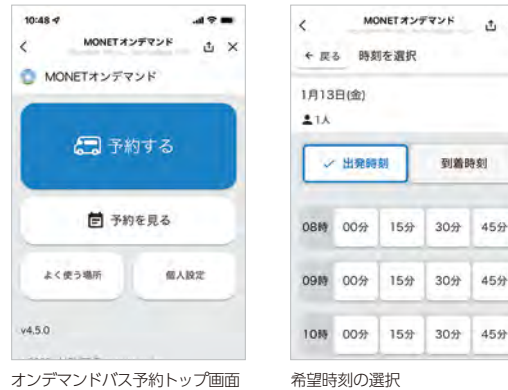 10:48
MONETオンデマンド
MONETオンデマンド
予約する
予約を見る
よく使う場所
個人設定
v4.5.0
オンデマンドバス予約トップ画面
MONETオンデマンド
← 戻る 時刻を選択
1月13日(金)
1人
✓ 出発時刻 到着時刻
08時 00分 15分 30分 45分
09時 00分 15分 30分 45分
10時 00分 15分 30分 45分
希望時刻の選択